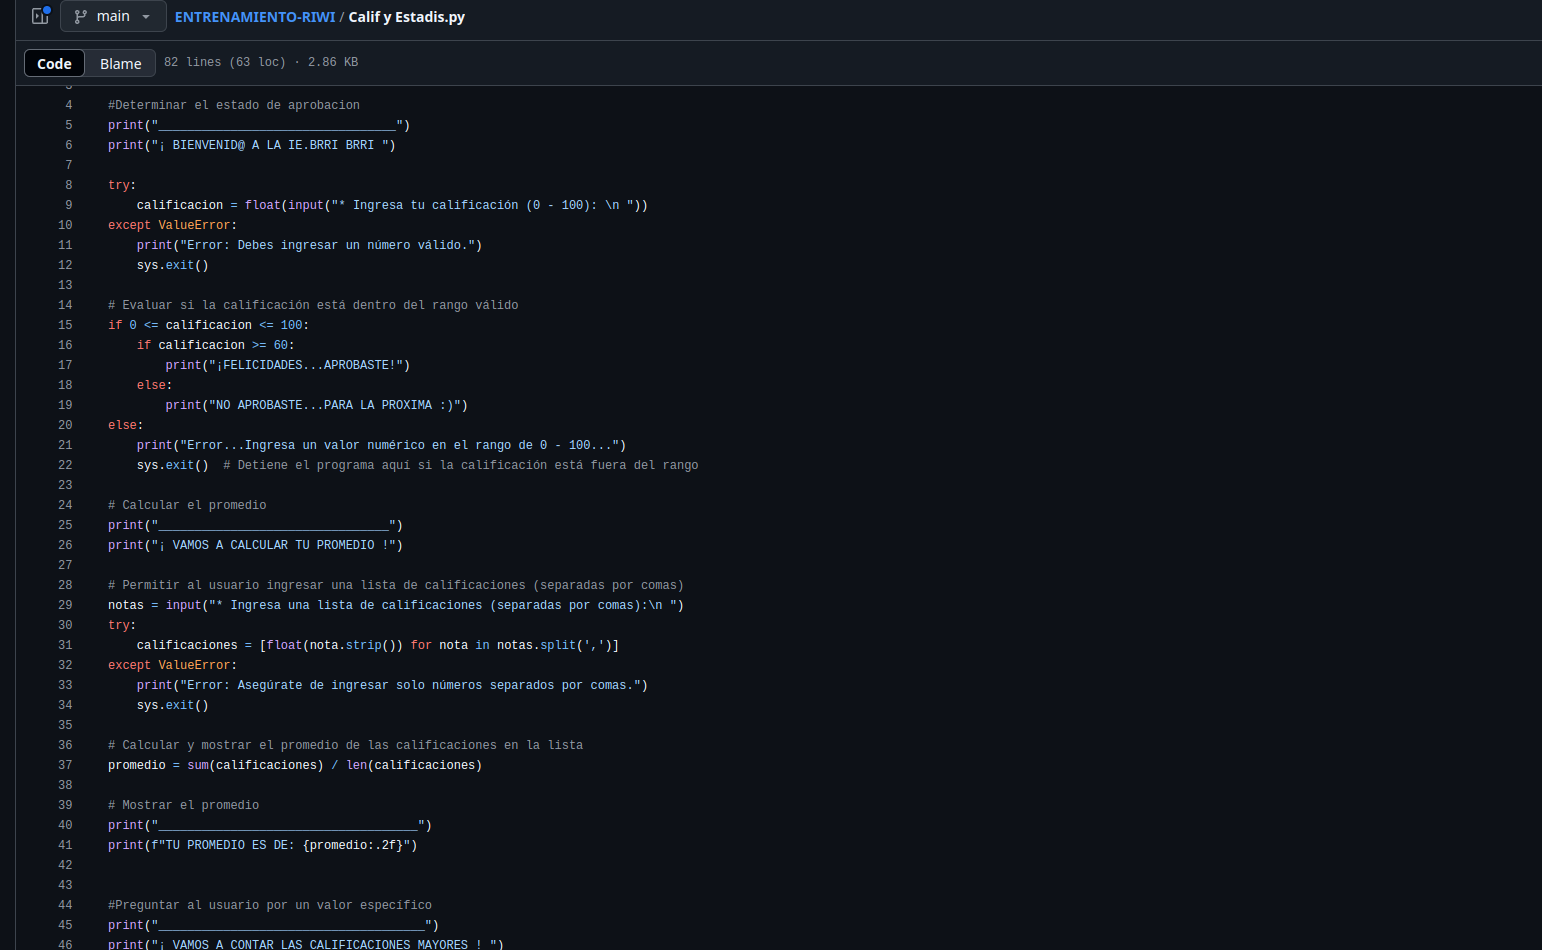 main
ENTRENAMIENTO-RIWI / Calif y Estadis.py
Code Blame 82 lines (63 loc) · 2.86 KB
3
4 #Determinar el estado de aprobacion
5 print("_________________________________")
6 print("¡ BIENVENID@ A LA IE.BRRI BRRI ")
7
8 try:
9     calificacion = float(input("* Ingresa tu calificación (0 - 100): \n "))
10 except ValueError:
11     print("Error: Debes ingresar un número válido.")
12     sys.exit()
13
14 # Evaluar si la calificación está dentro del rango válido
15 if 0 <= calificacion <= 100:
16     if calificacion >= 60:
17         print("¡FELICIDADES...APROBASTE!")
18     else:
19         print("NO APROBASTE...PARA LA PROXIMA :)")
20 else:
21     print("Error...Ingresa un valor numérico en el rango de 0 - 100...")
22     sys.exit()  # Detiene el programa aquí si la calificación está fuera del rango
23
24 # Calcular el promedio
25 print("________________________________")
26 print("¡ VAMOS A CALCULAR TU PROMEDIO !")
27
28 # Permitir al usuario ingresar una lista de calificaciones (separadas por comas)
29 notas = input("* Ingresa una lista de calificaciones (separadas por comas):\n ")
30 try:
31     calificaciones = [float(nota.strip()) for nota in notas.split(',')]
32 except ValueError:
33     print("Error: Asegúrate de ingresar solo números separados por comas.")
34     sys.exit()
35
36 # Calcular y mostrar el promedio de las calificaciones en la lista
37 promedio = sum(calificaciones) / len(calificaciones)
38
39 # Mostrar el promedio
40 print("____________________________________")
41 print(f"TU PROMEDIO ES DE: {promedio:.2f}")
42
43
44 #Preguntar al usuario por un valor específico
45 print("_____________________________________")
46 print("¡ VAMOS A CONTAR LAS CALIFICACIONES MAYORES ! ")